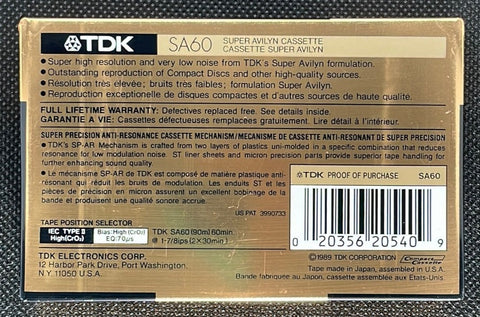 TDK SA60 SUPER AVILYN CASSETTE
CASSETTE SUPER AVILYN
• Super high resolution and very low noise from TDK's Super Avilyn formulation.
• Outstanding reproduction of Compact Discs and other high-quality sources.
• Résolution très élevée; bruits très faibles; formulation Super Avilyn.
• Reproduction exceptionelle de disques compactes et d'autres sources de haute qualite.
FULL LIFETIME WARRANTY: Defectives replaced free. See details inside.
GARANTIE A VIE: Cassettes défectueuses remplacées gratuitement. Lire détail à l'intérieur.
SUPER PRECISION ANTI-RESONANCE CASSETTE MECHANISM/MECANISME DE CASSETTE ANTI-RESONANT DE SUPER PRECISION
• TDK's SP-AR Mechanism is crafted from two layers of plastics uni-molded in a specific combination that reduces
resonance for low modulation noise. ST liner sheets and micron precision parts provide superior tape handling for
further enhancing sound quality.
• Le mécanisme SP-AR de TDK est composé de matière plastique anti-
résonant qui réduit les bruits de modulation. Les enduits ST et les
pièces de précision de micron assurent un excellent bobinage de la
bande et produisent un enregistrement et une écoute de qualité.
US PAT. 3990733
TDK PROOF OF PURCHASE SA60
0 20356 20540 9
TAPE POSITION SELECTOR
IEC TYPE II
High(CrO₂)
Bias:High(CrO₂)
EQ:70µs
TDK SA60(90m)60min.
@ 1-7/8ips (2×30min)
TDK ELECTRONICS CORP.
12 Harbor Park Drive, Port Washington,
N.Y. 11050 U.S.A.
©1989 TDK CORPORATION
Compact Cassette
Tape made in Japan, assembled in U.S.A.
Bande fabriquée au Japon, cassette assemblée aux Etats-Unis